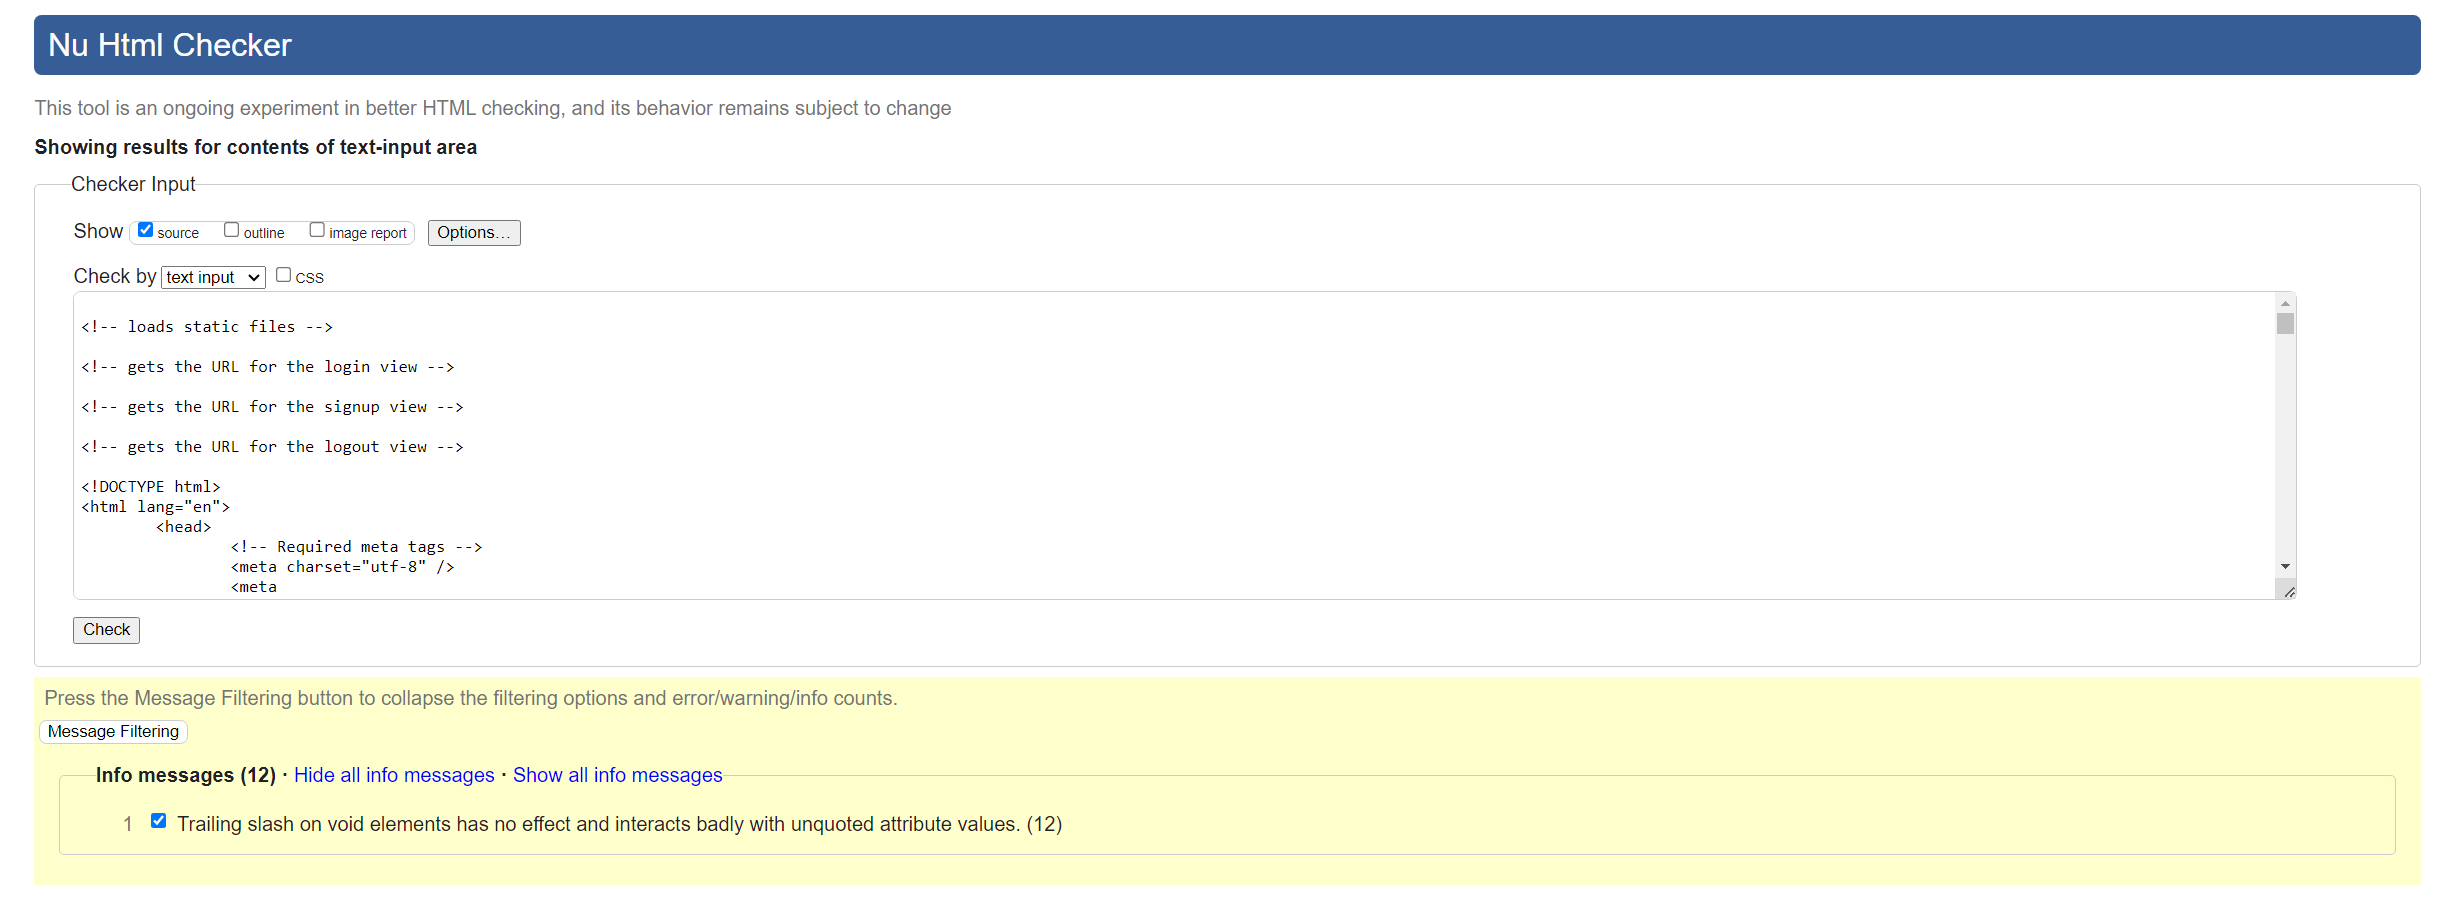 Nu Html Checker
This tool is an ongoing experiment in better HTML checking, and its behavior remains subject to change
Showing results for contents of text-input area
Checker Input
Show source outline image report Options...
Check by text input CSS
<!-- loads static files -->
<!-- gets the URL for the login view -->
<!-- gets the URL for the signup view -->
<!-- gets the URL for the logout view -->
<!DOCTYPE html>
<html lang="en">
<head>
<!-- Required meta tags -->
<meta charset="utf-8" />
<meta
Check
Press the Message Filtering button to collapse the filtering options and error/warning/info counts.
Message Filtering
Info messages (12) · Hide all info messages · Show all info messages
1 Trailing slash on void elements has no effect and interacts badly with unquoted attribute values. (12)